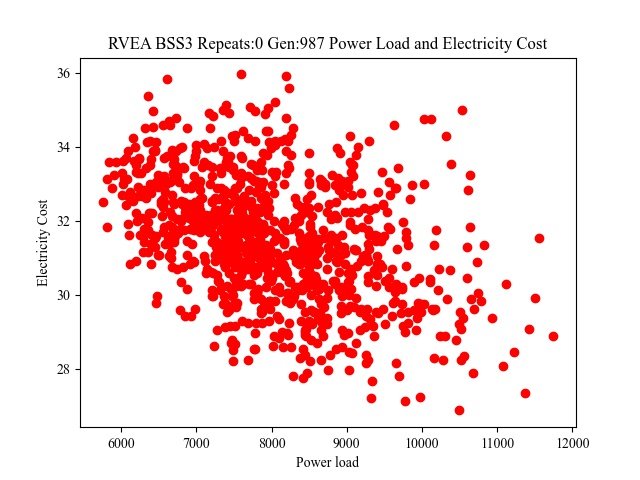 RVEA BSS3 Repeats:0 Gen:987 Power Load and Electricity Cost
36
34
32
30
28
Electricity Cost
6000 7000 8000 9000 10000 11000 12000
Power load